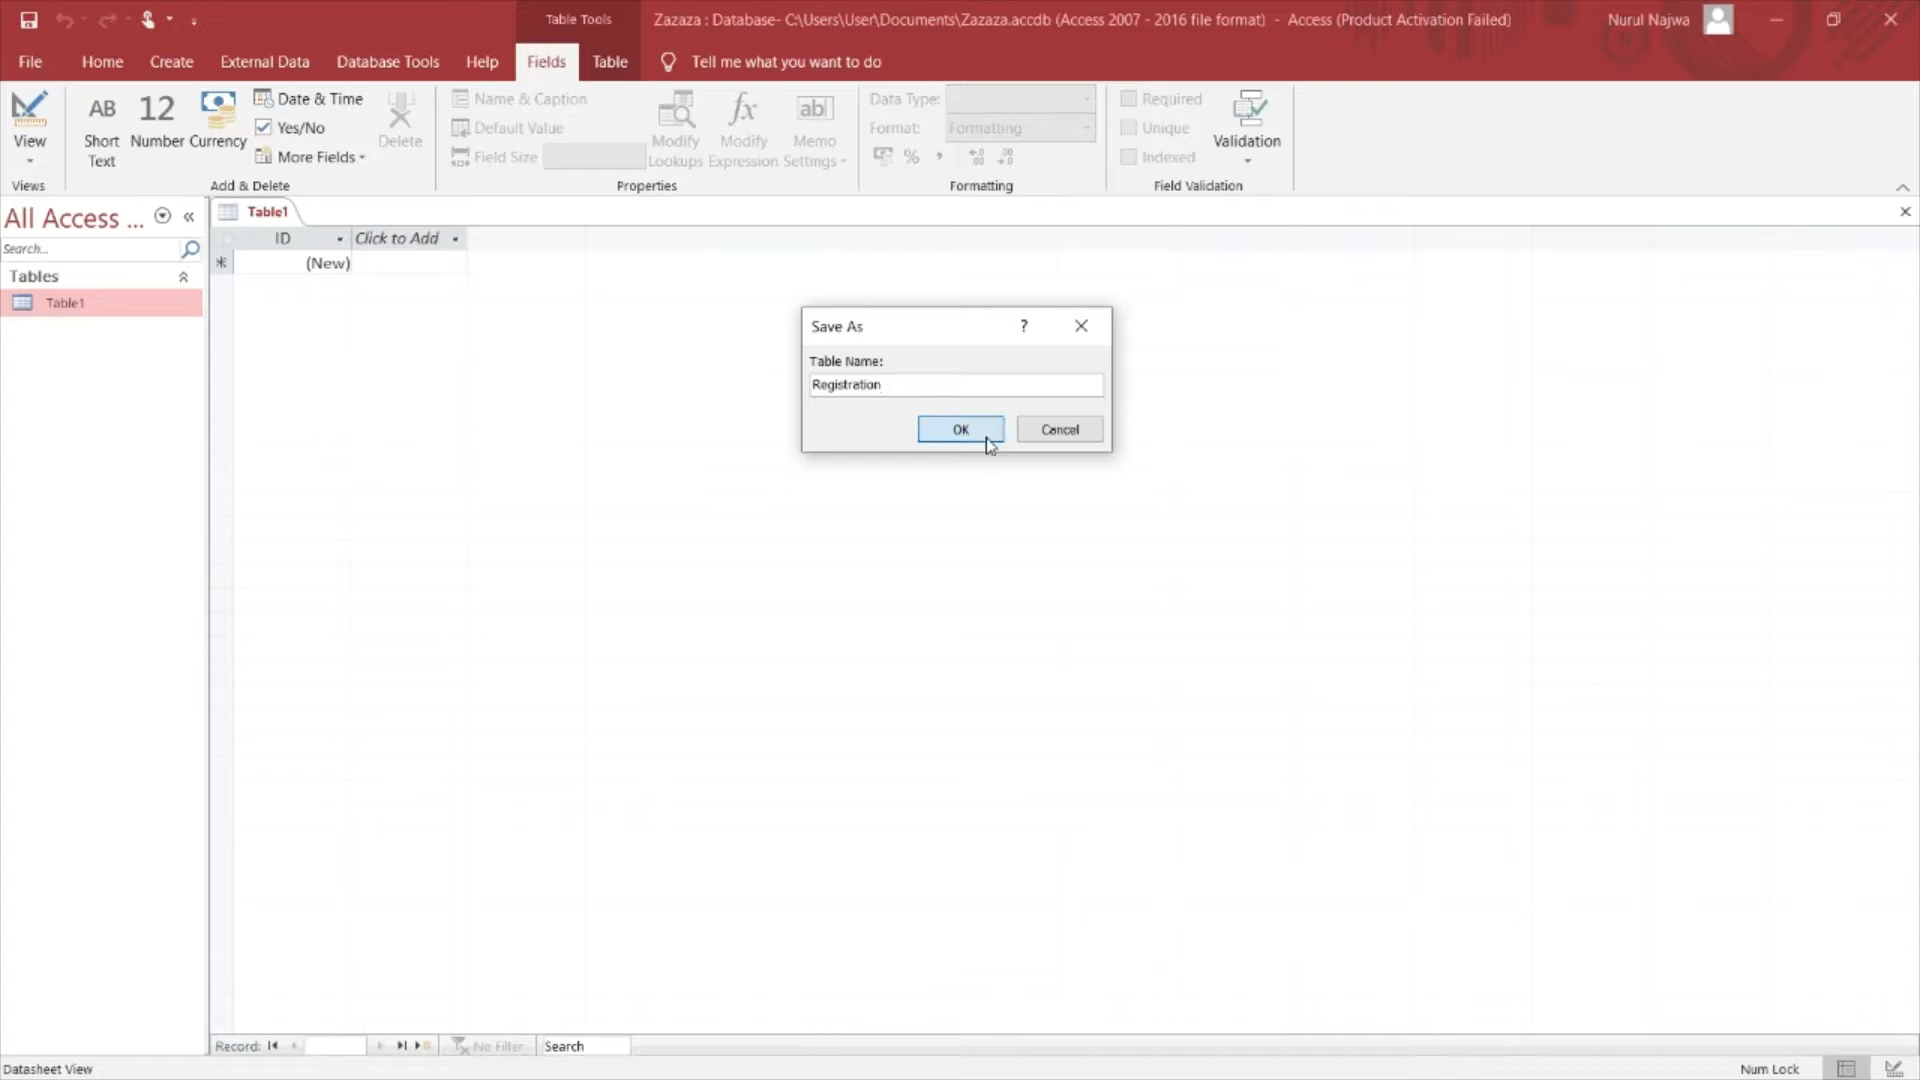 Table Tools
Zazaza : Database- C:\Users\User\Documents\Zazaza.accdb (Access 2007 - 2016 file format) - Access (Product Activation Failed)
Nurul Najwa
File
Home
Create
External Data
Database Tools
Help
Fields
Table
Tell me what you want to do
View
Views
AB
Short
Text
12
Number
Currency
Date & Time
Yes/No
More Fields
Delete
Add & Delete
Name & Caption
Default Value
Field Size
Modify
Lookups
fx
Modify
Expression
ab
Memo
Settings
Properties
Data Type:
Format:
Formatting
%
Formatting
Required
Unique
Indexed
Validation
Field Validation
All Access ...
Search...
Tables
Table1
Table1
ID
Click to Add
(New)
Save As
?
Table Name:
Registration
OK
Cancel
Record:
No Filter
Search
Datasheet View
Num Lock